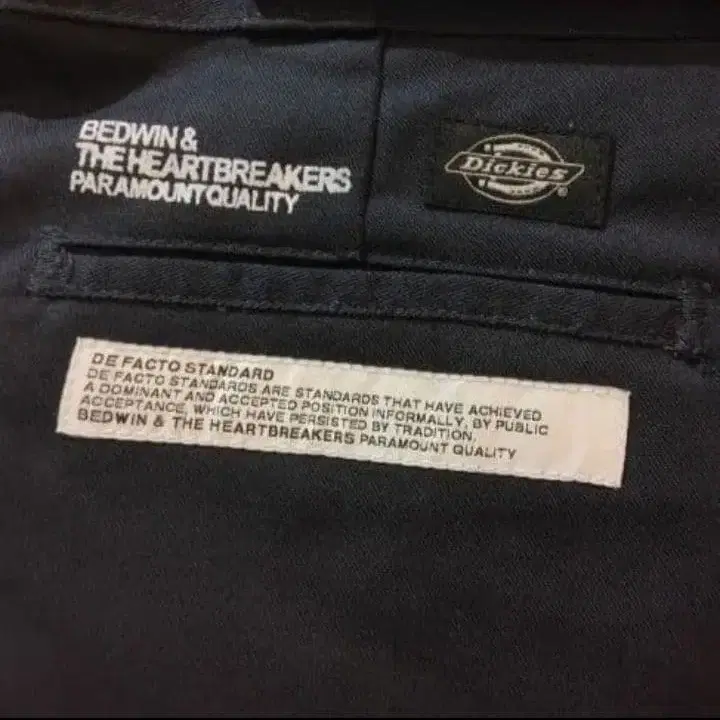 BEDWIN &
THE HEARTBREAKERS
PARAMOUNT QUALITY
Dickies
®
DE FACTO STANDARD
DE FACTO STANDARDS ARE STANDARDS THAT HAVE ACHIEVED
A DOMINANT AND ACCEPTED POSITION INFORMALLY, BY PUBLIC
ACCEPTANCE, WHICH HAVE PERSISTED BY TRADITION.
BEDWIN & THE HEARTBREAKERS PARAMOUNT QUALITY